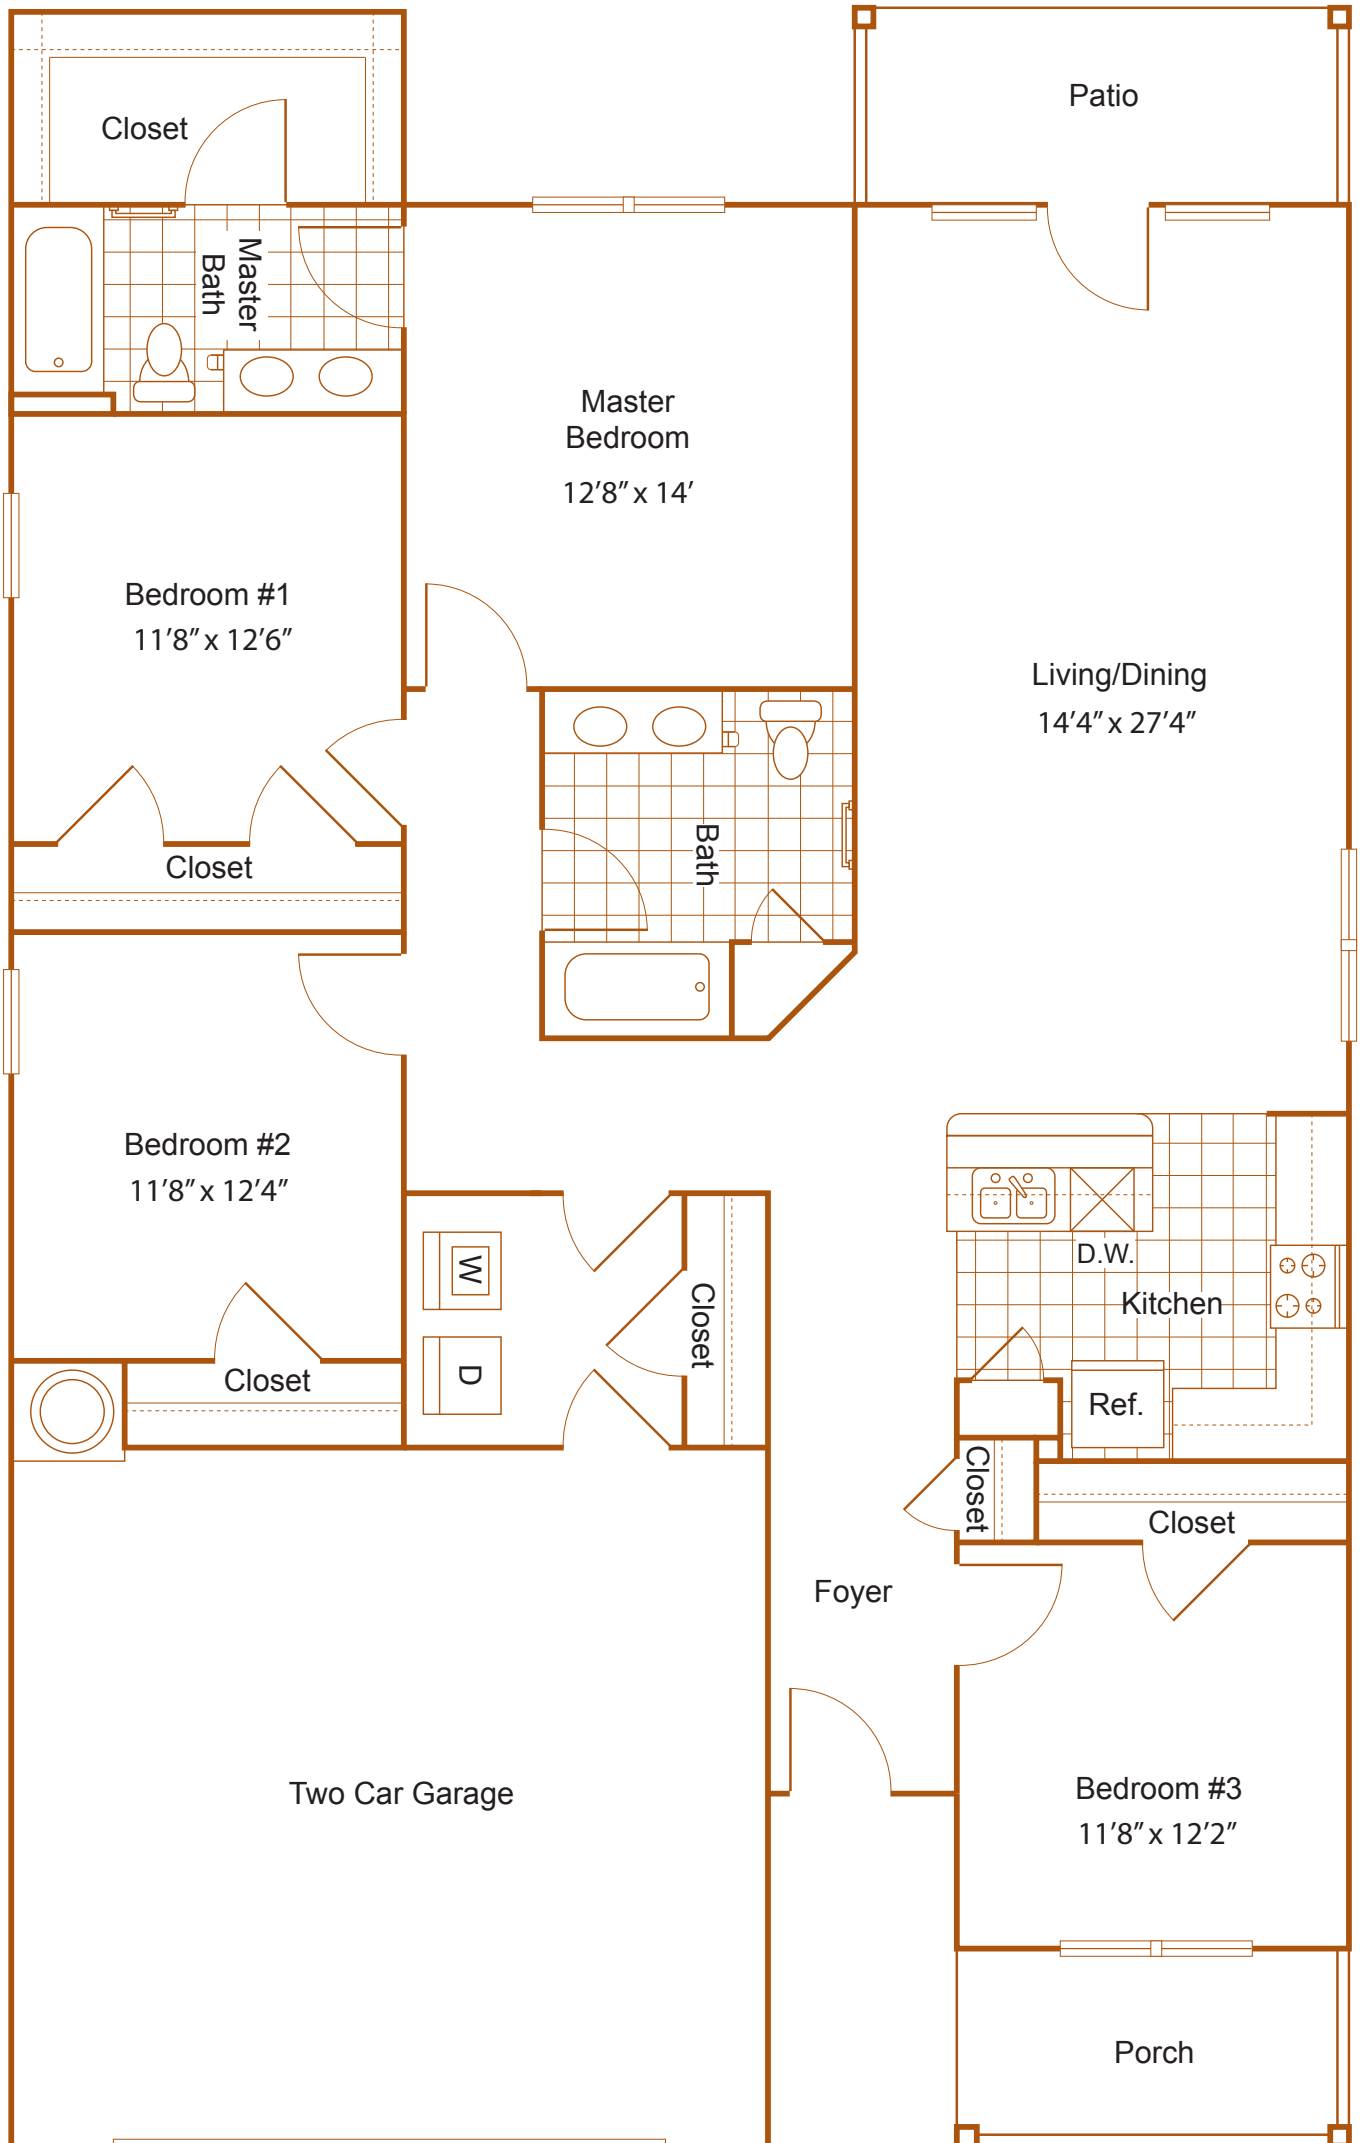 Patio
Closet
Master
Bath
Master
Bedroom
12'8" x 14'
Bedroom #1
11'8" x 12'6"
Living/Dining
14'4" x 27'4"
Bath
Closet
Bedroom #2
11'8" x 12'4"
W
D
Closet
Closet
D.W.
Kitchen
Ref.
Closet
Closet
Foyer
Two Car Garage
Bedroom #3
11'8" x 12'2"
Porch